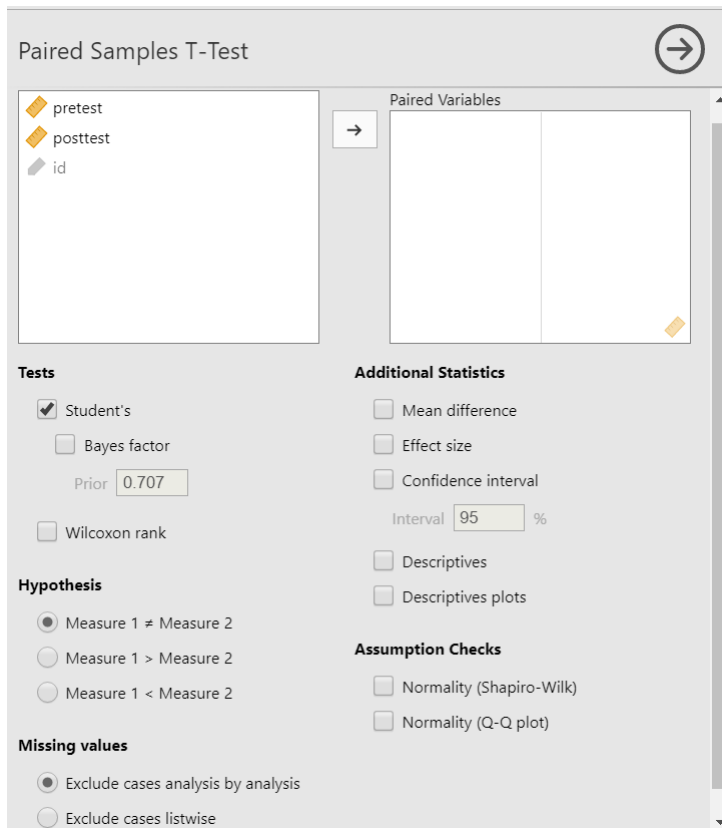 Paired Samples T-Test
pretest
posttest
id
Paired Variables
Tests
Student's
Bayes factor
Prior 0.707
Wilcoxon rank
Hypothesis
Measure 1 ≠ Measure 2
Measure 1 > Measure 2
Measure 1 < Measure 2
Missing values
Exclude cases analysis by analysis
Exclude cases listwise
Additional Statistics
Mean difference
Effect size
Confidence interval
Interval 95 %
Descriptives
Descriptives plots
Assumption Checks
Normality (Shapiro-Wilk)
Normality (Q-Q plot)